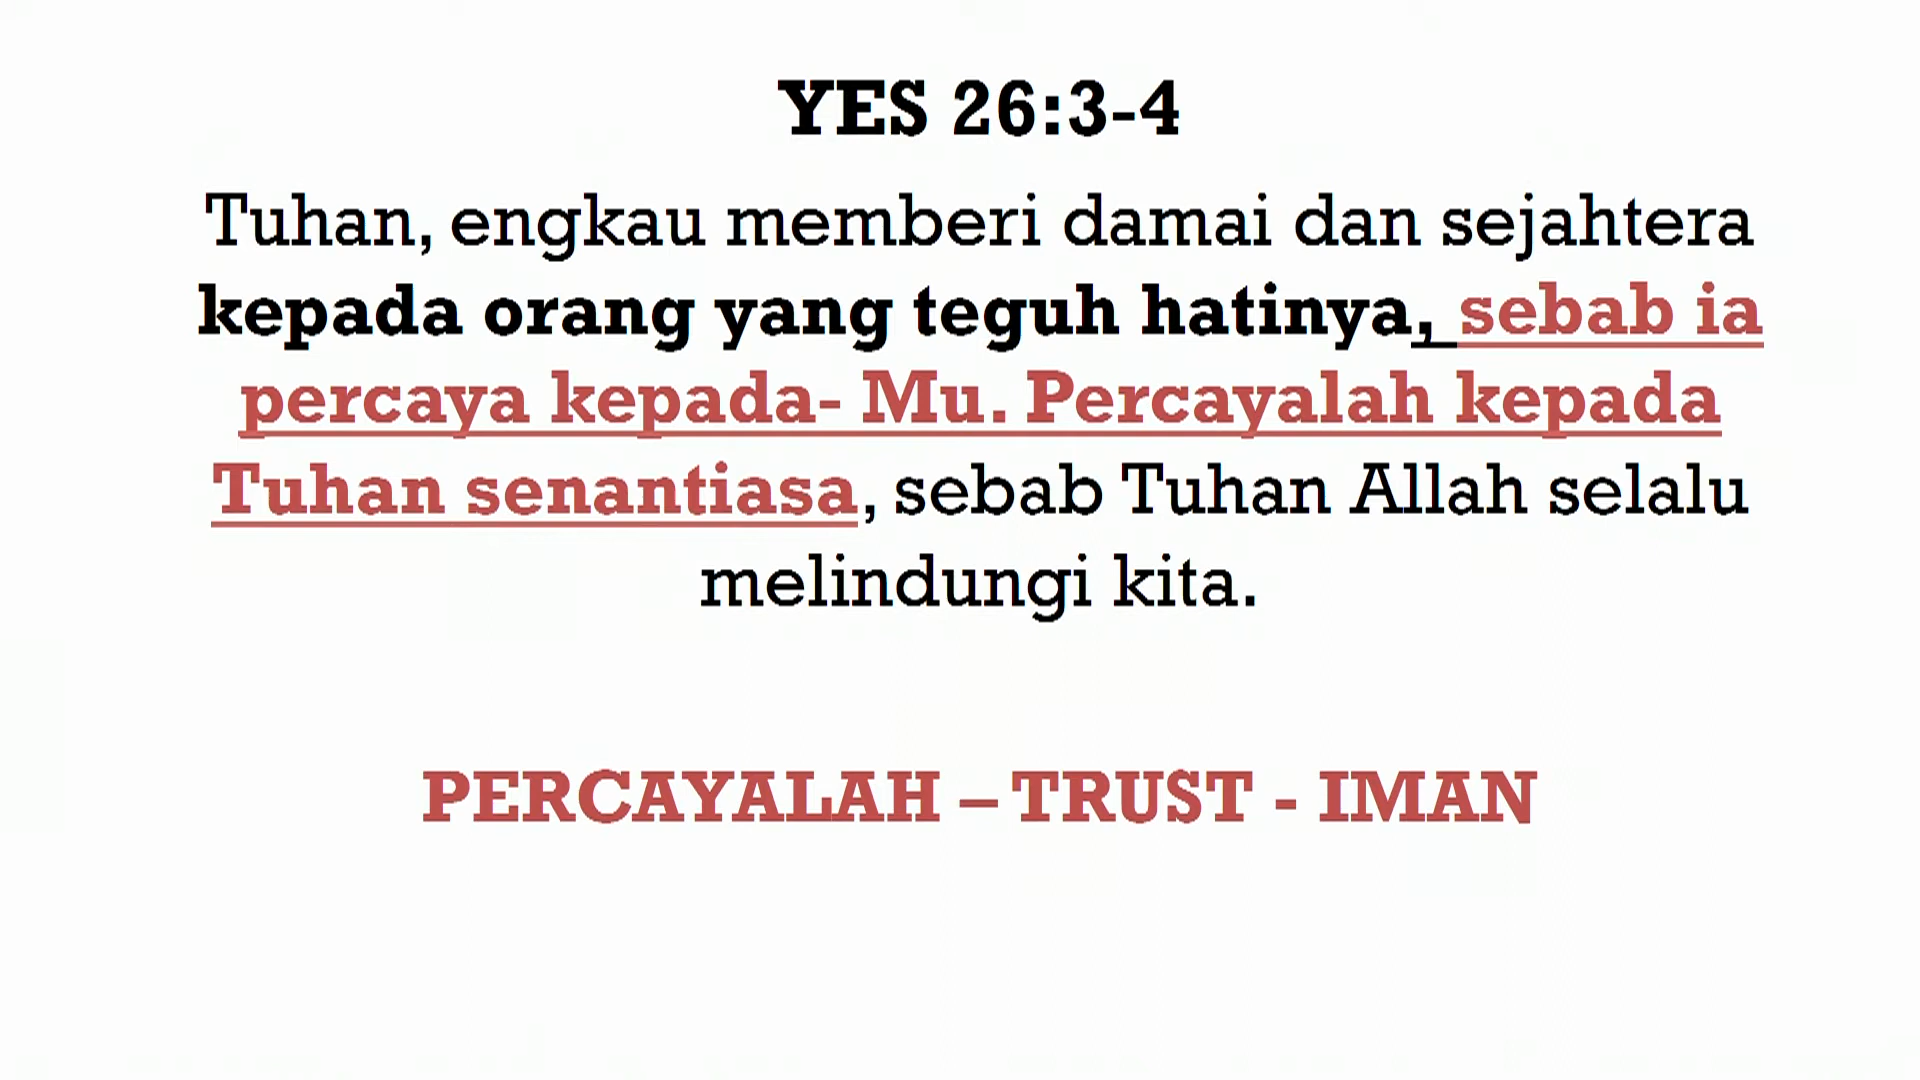 YES 26:3-4
Tuhan, engkau memberi damai dan sejahtera
kepada orang yang teguh hatinya, sebab ia
percaya kepada- Mu. Percayalah kepada
Tuhan senantiasa, sebab Tuhan Allah selalu
melindungi kita.
PERCAYALAH – TRUST - IMAN